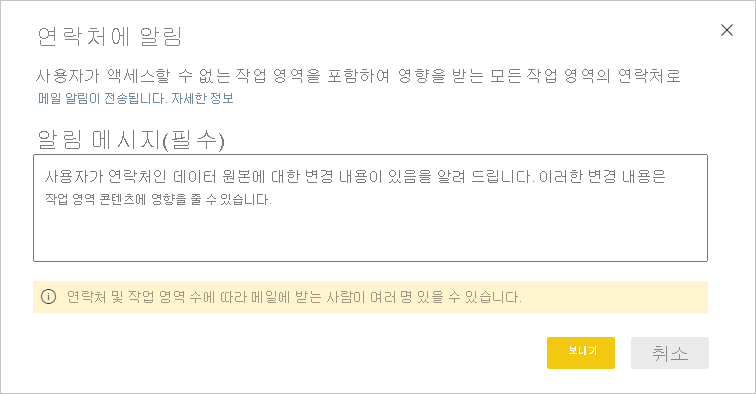 연락처에 알림
사용자가 액세스할 수 없는 작업 영역을 포함하여 영향을 받는 모든 작업 영역의 연락처로
메일 알림이 전송됩니다. 자세한 정보
알림 메시지(필수)
사용자가 연락처인 데이터 원본에 대한 변경 내용이 있음을 알려 드립니다. 이러한 변경 내용은
작업 영역 콘텐츠에 영향을 줄 수 있습니다.
연락처 및 작업 영역 수에 따라 메일에 받는 사람이 여러 명 있을 수 있습니다.
보내기
취소